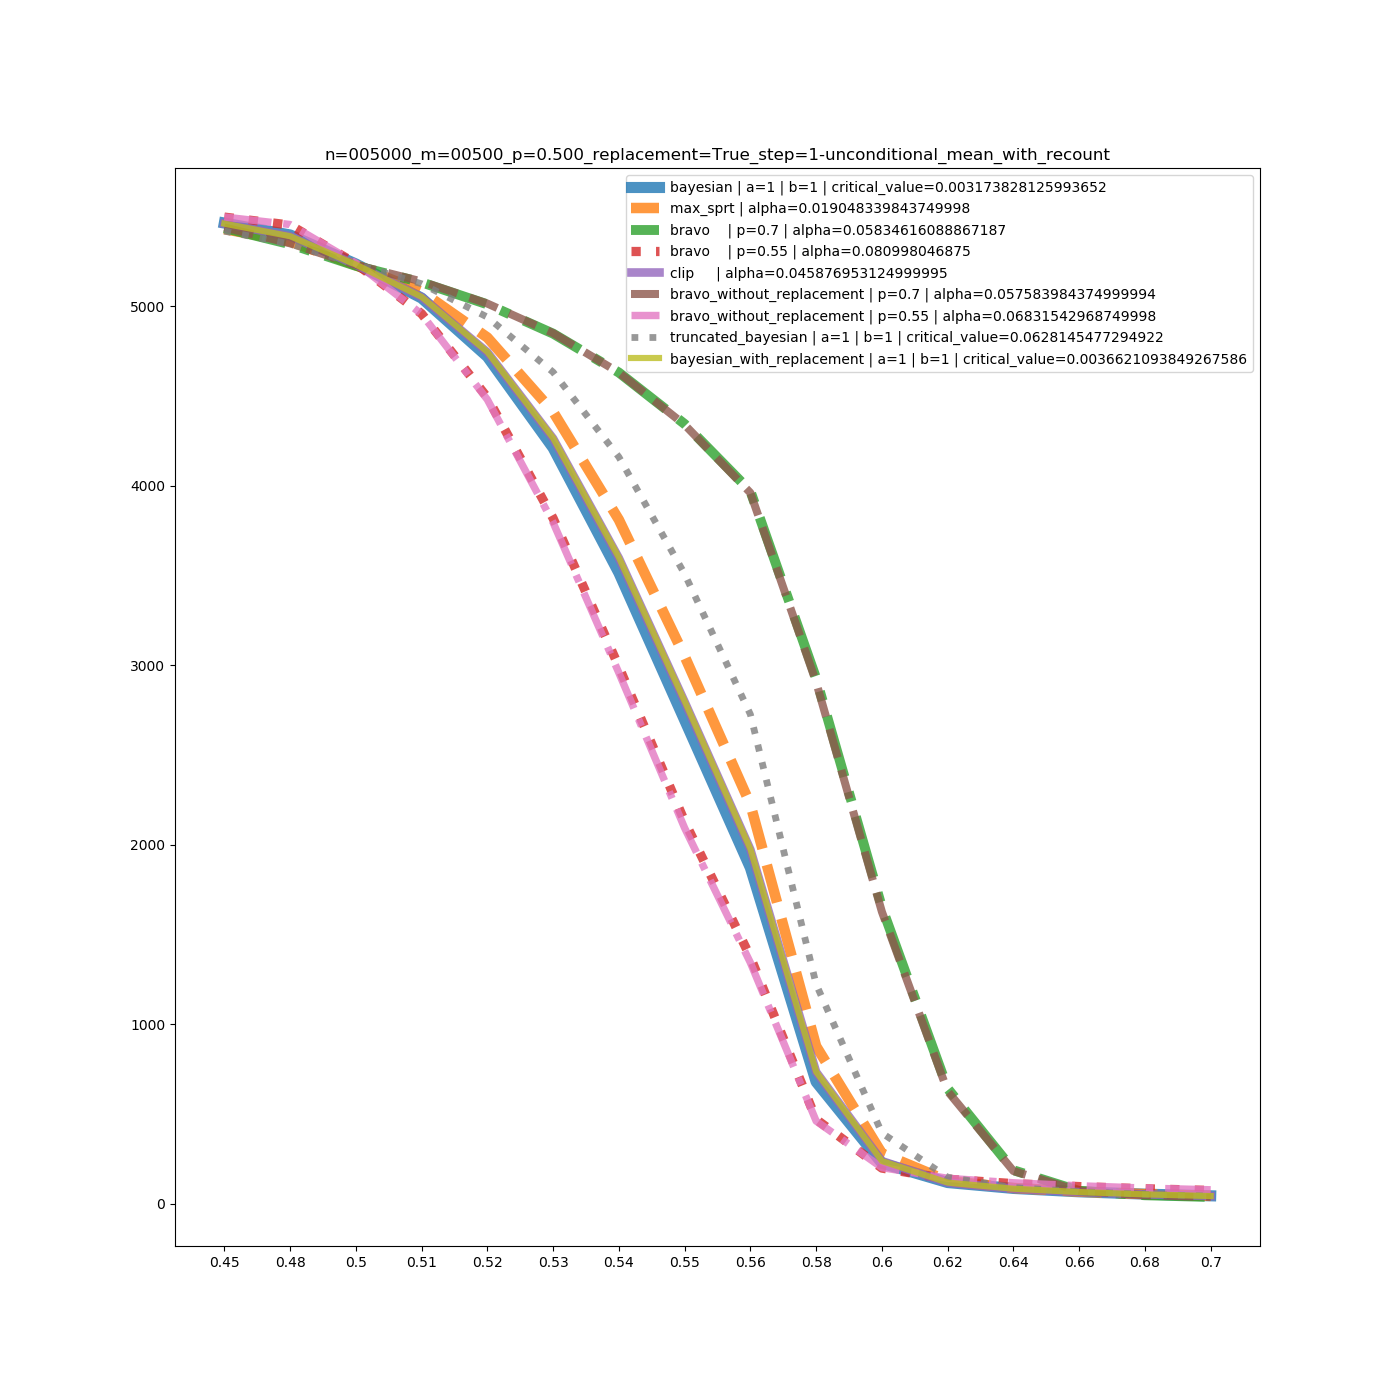 n=005000_m=00500_p=0.500_replacement=True_step=1-unconditional_mean_with_recount
bayesian | a=1 | b=1 | critical_value=0.003173828125993652
max_sprt | alpha=0.019048339843749998
bravo    | p=0.7 | alpha=0.05834616088867187
bravo    | p=0.55 | alpha=0.080998046875
clip     | alpha=0.045876953124999995
bravo_without_replacement | p=0.7 | alpha=0.057583984374999994
bravo_without_replacement | p=0.55 | alpha=0.06831542968749998
truncated_bayesian | a=1 | b=1 | critical_value=0.0628145477294922
bayesian_with_replacement | a=1 | b=1 | critical_value=0.0036621093849267586
5000
4000
3000
2000
1000
0
0.45 0.48 0.5 0.51 0.52 0.53 0.54 0.55 0.56 0.58 0.6 0.62 0.64 0.66 0.68 0.7